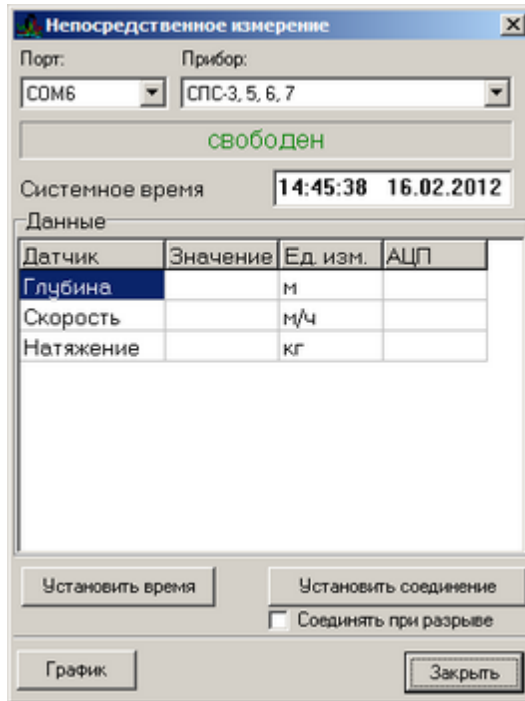 Непосредственное измерение
Порт: Прибор:
COM6 СПС-3, 5, 6, 7
свободен
Системное время 14:45:38 16.02.2012
Данные
Датчик Значение Ед. изм. АЦП
Глубина м
Скорость м/ч
Натяжение кг
Установить время Установить соединение
Соединять при разрыве
График Закрыть